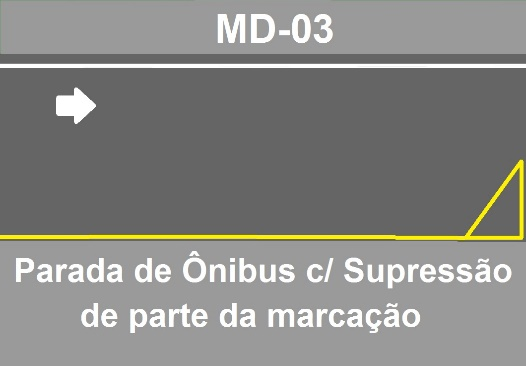 MD-03
Parada de Ônibus c/ Supressão
de parte da marcação